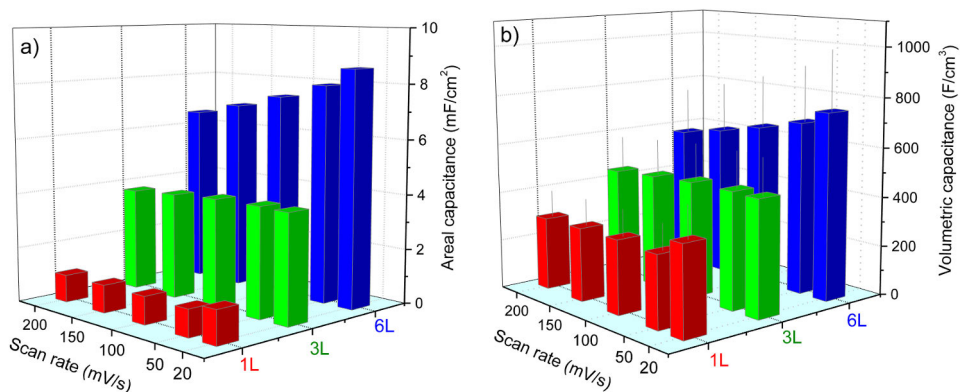 a)
10
8
6
4
2
0
Areal capacitance (mF/cm²)
200
150
100
50
20
Scan rate (mV/s)
1L
3L
6L
b)
1000
800
600
400
200
0
Volumetric capacitance (F/cm³)
200
150
100
50
20
Scan rate (mV/s)
1L
3L
6L